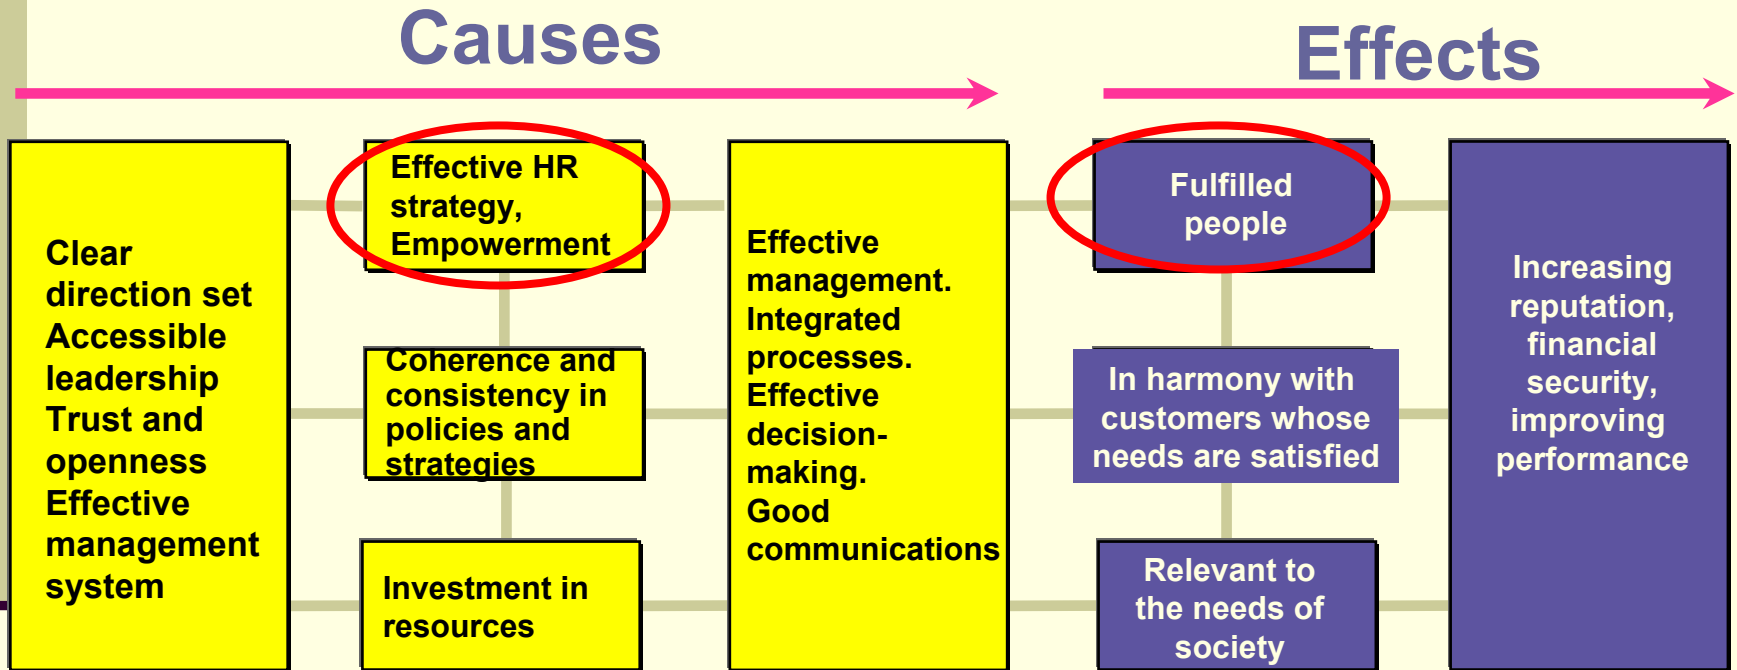 Causes
Effects
Clear
direction set
Accessible
leadership
Trust and
openness
Effective
management
system
Effective HR
strategy,
Empowerment
Coherence and
consistency in
policies and
strategies
Investment in
resources
Effective
management.
Integrated
processes.
Effective
decision-
making.
Good
communications
Fulfilled
people
In harmony with
customers whose
needs are satisfied
Relevant to
the needs of
society
Increasing
reputation,
financial
security,
improving
performance